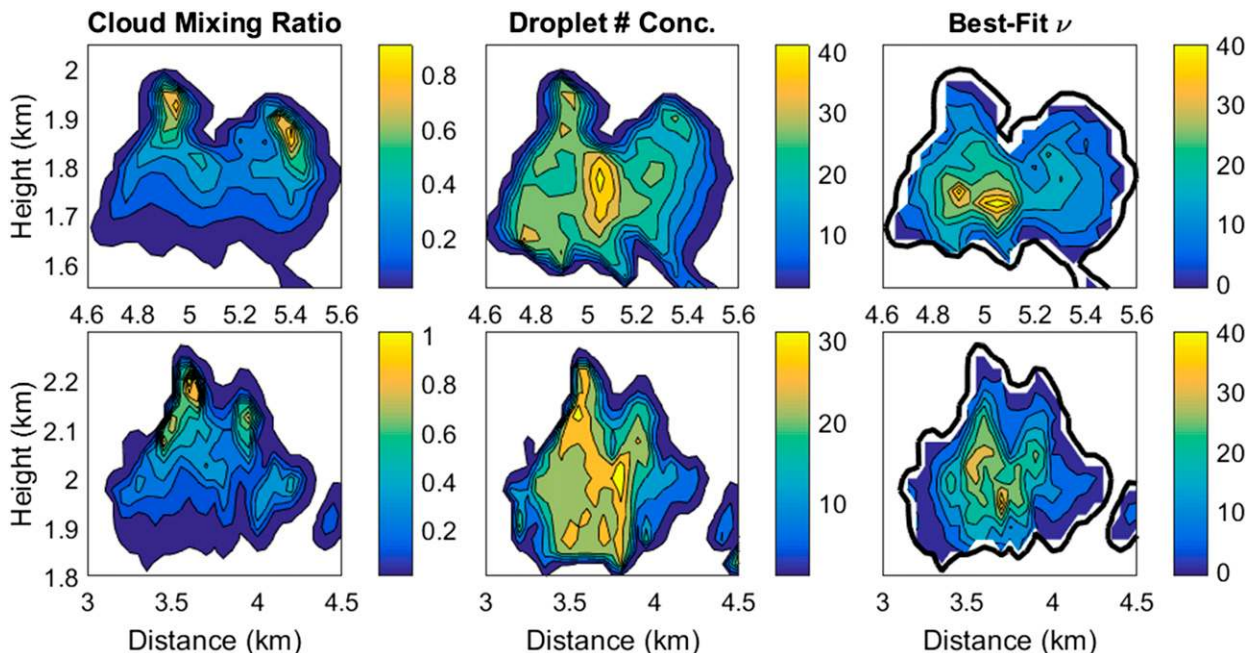 Cloud Mixing Ratio Droplet # Conc. Best-Fit ν
Height (km) 2 1.9 1.8 1.7 1.6 0.8 0.6 0.4 0.2 40 30 20 10 40 30 20 10 0
4.6 4.8 5 5.2 5.4 5.6 4.6 4.8 5 5.2 5.4 5.6 4.6 4.8 5 5.2 5.4 5.6
Height (km) 2.2 2.1 2 1.9 1.8 1 0.8 0.6 0.4 0.2 30 20 10 40 30 20 10 0
3 3.5 4 4.5 3 3.5 4 4.5 3 3.5 4 4.5
Distance (km) Distance (km) Distance (km)